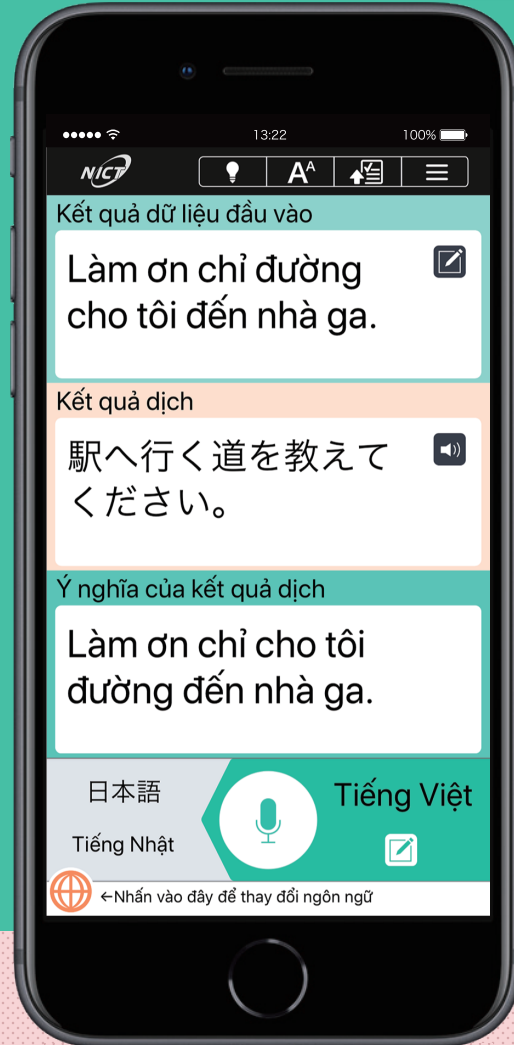 13:22
100%
NICT
AA
Kết quả dữ liệu đầu vào
Làm ơn chỉ đường
cho tôi đến nhà ga.
Kết quả dịch
駅へ行く道を教えて
ください。
Ý nghĩa của kết quả dịch
Làm ơn chỉ cho tôi
đường đến nhà ga.
日本語
Tiếng Nhật
Tiếng Việt
←Nhấn vào đây để thay đổi ngôn ngữ